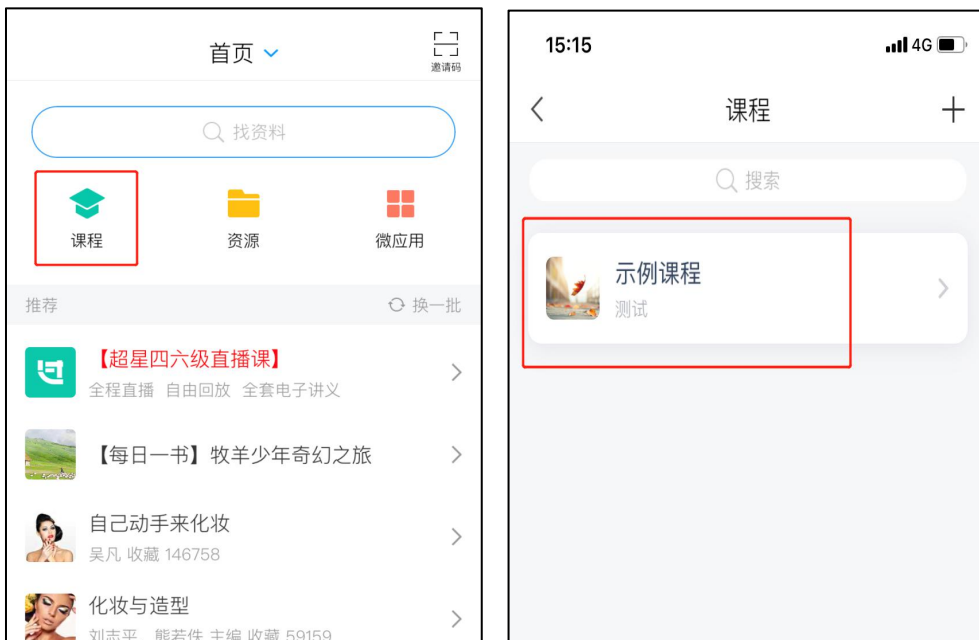 首页
邀请码
找资料
课程
资源
微应用
推荐
换一批
【超星四六级直播课】
全程直播 自由回放 全套电子讲义
【每日一书】牧羊少年奇幻之旅
自己动手来化妆
吴凡 收藏 146758
化妆与造型
刘志平 熊若佚 主编 收藏 59159
15:15
4G
课程
搜索
示例课程
测试